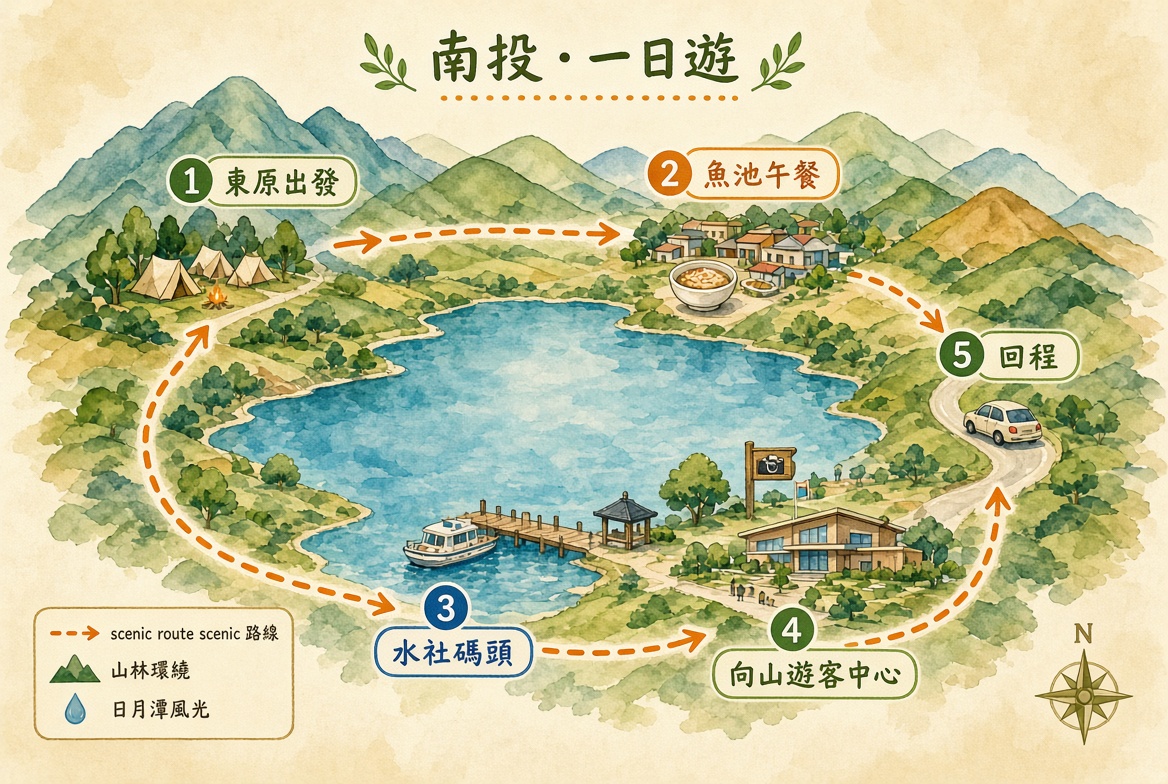 南投·一日遊
1 東原出發
2 魚池午餐
5 回程
3
水社碼頭
4
向山遊客中心
scenic route scenic 路線
山林環繞
日月潭風光
N